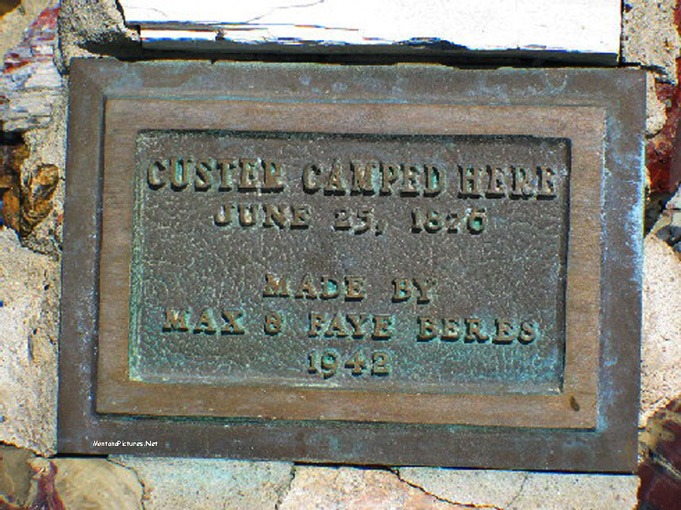 CUSTER CAMPED HERE
JUNE 25, 1876
MADE BY
MAX & FAYE BERES
1942
MontanaPictures.Net